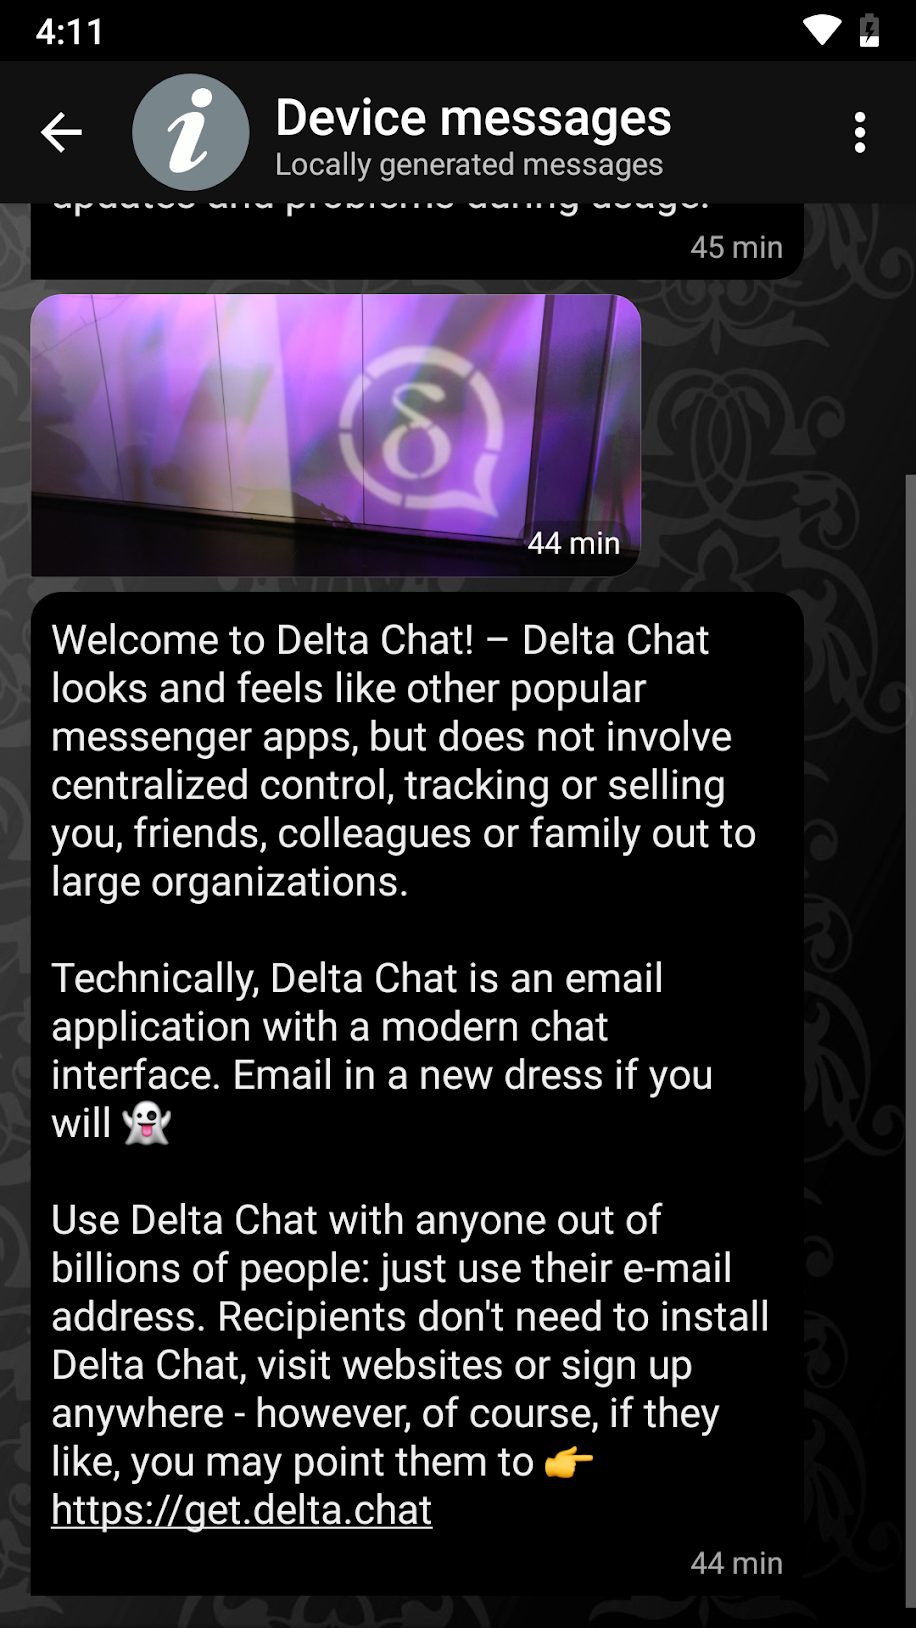 4:11
Device messages
Locally generated messages
updates and problems during usage.
45 min
44 min
Welcome to Delta Chat! – Delta Chat
looks and feels like other popular
messenger apps, but does not involve
centralized control, tracking or selling
you, friends, colleagues or family out to
large organizations.
Technically, Delta Chat is an email
application with a modern chat
interface. Email in a new dress if you
will 👻
Use Delta Chat with anyone out of
billions of people: just use their e-mail
address. Recipients don't need to install
Delta Chat, visit websites or sign up
anywhere - however, of course, if they
like, you may point them to 👉
https://get.delta.chat
44 min